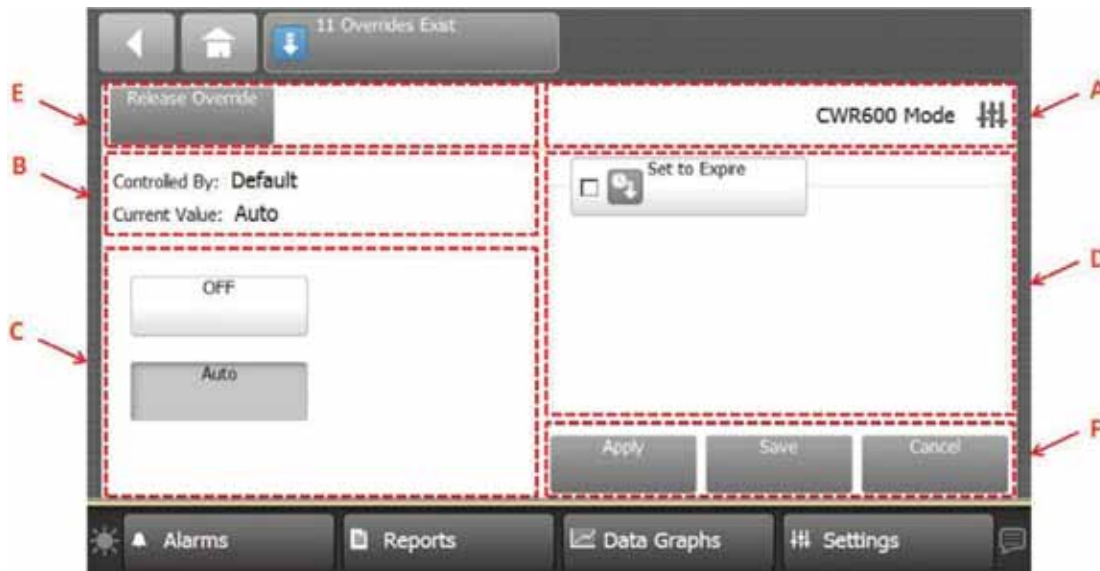 11 Overrides Exist
E
Release Override
CWR600 Mode
A
B
Controlled By: Default
Current Value: Auto
Set to Expire
D
C
OFF
Auto
Apply
Save
Cancel
F
Alarms
Reports
Data Graphs
Settings